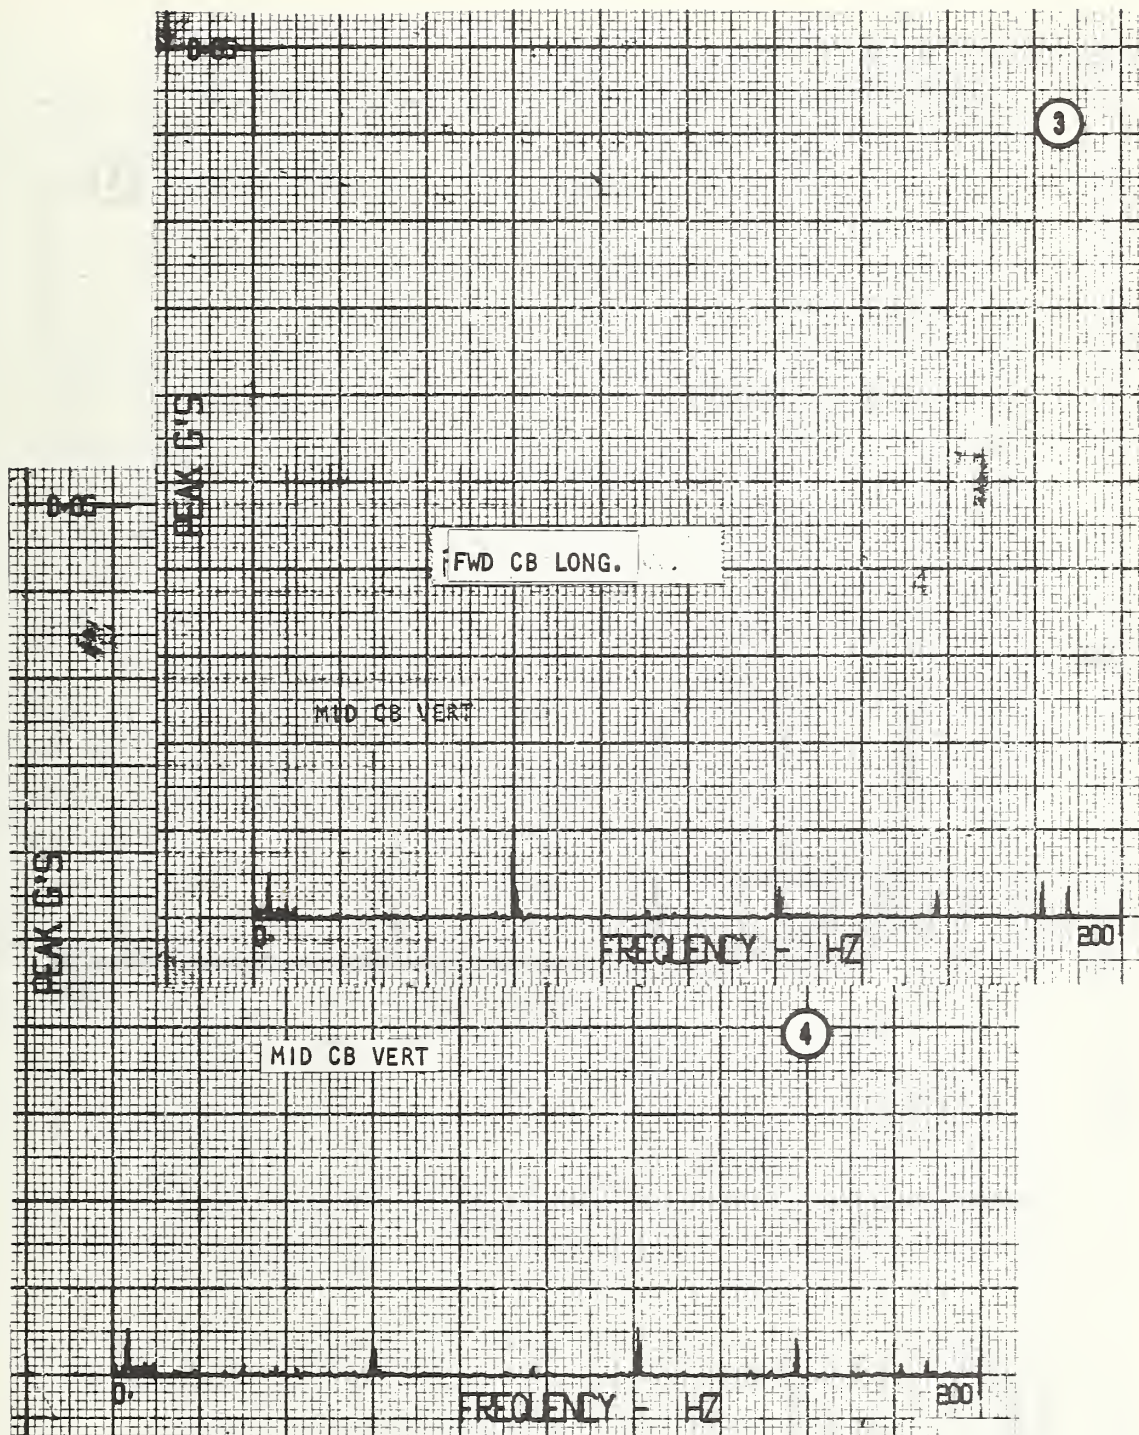 0.05
3
PEAK G'S
FWD CB LONG.
MID CB VERT
0.
FREQUENCY - HZ
200
0.05
PEAK G'S
4
MID CB VERT
0.
FREQUENCY - HZ
200